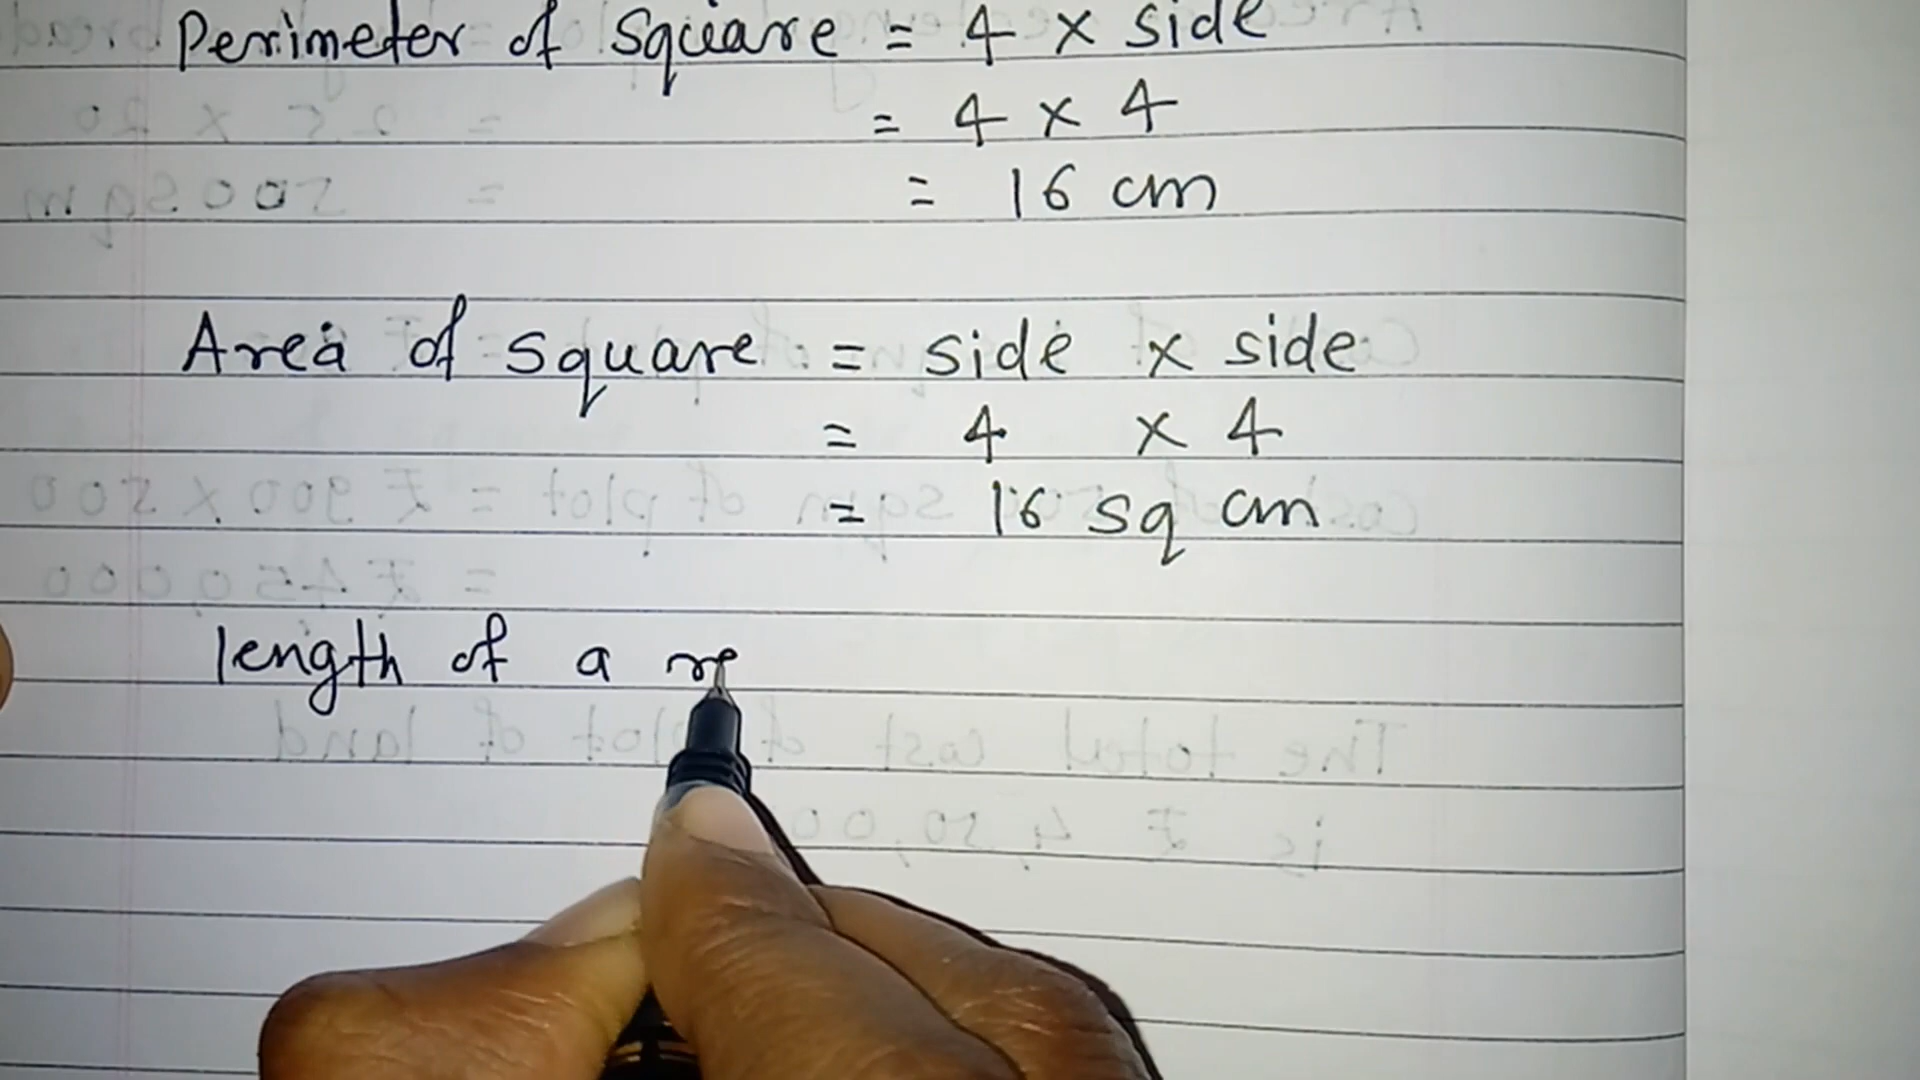 Perimeter of square = 4 × side
= 4 × 4
= 16 cm
Area of square = side × side
= 4 × 4
= 16 sq cm
length of a re